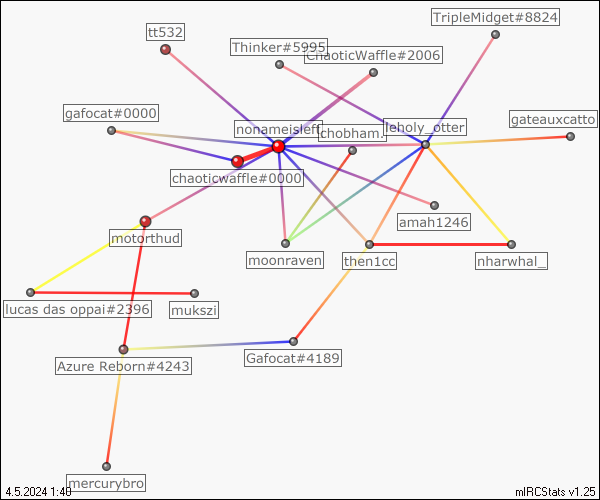 TripleMidget#8824
tt532
Thinker#5995
ChaoticWaffle#2006
gafocat#0000
gateauxcatto
nonameisleft
leholy_otter
chaoticwaffle#0000
amah1246
motorthud
moonraven
then1cc
nharwhal_
lucas das oppai#2396
mukszi
Azure Reborn#4243
Gafocat#4189
mercurybro
4.5.2024 1:40
mIRCStats v1.25